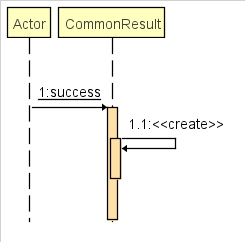 Actor CommonResult
1:success
1.1:<<create>>